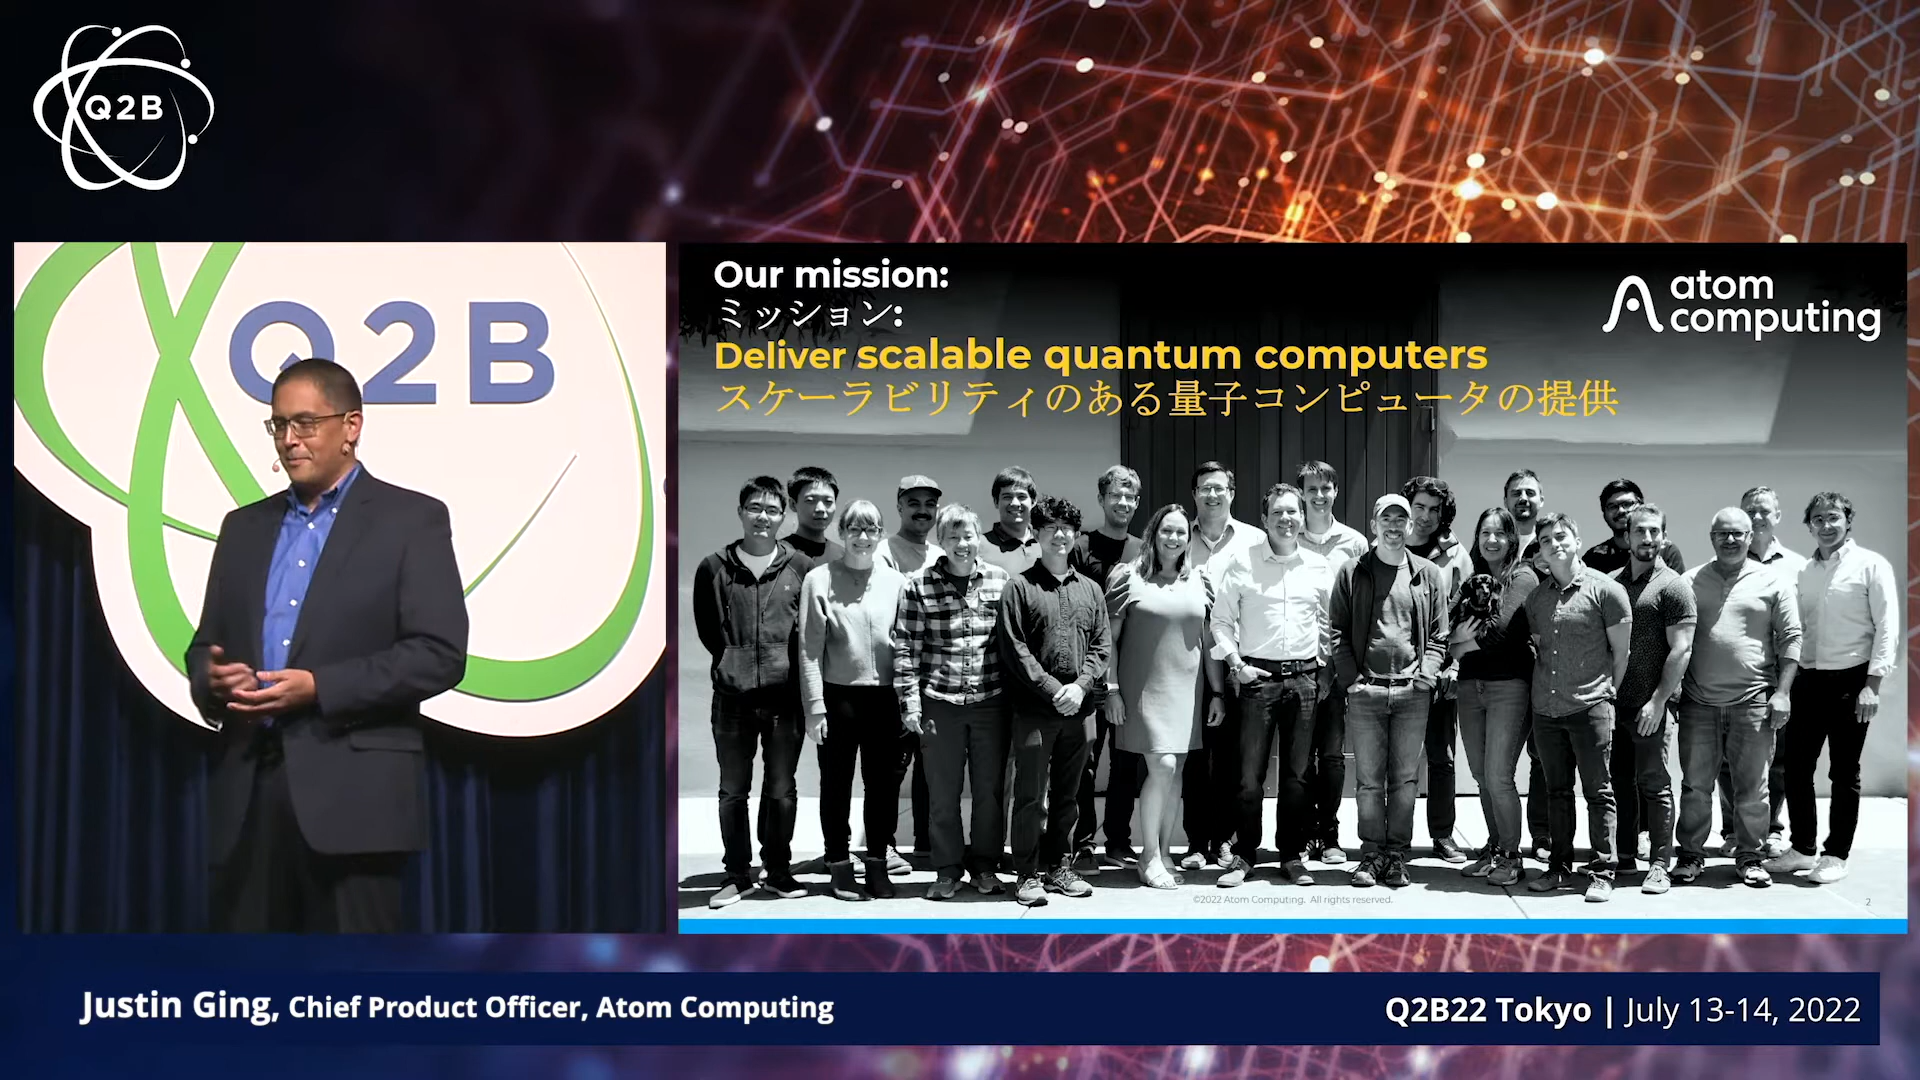 Q2B
Q2B
Our mission:
ミッション:
Deliver scalable quantum computers
スケーラビリティのある量子コンピュータの提供
atom
computing
©2022 Atom Computing. All rights reserved.
2
Justin Ging, Chief Product Officer, Atom Computing
Q2B22 Tokyo | July 13-14, 2022